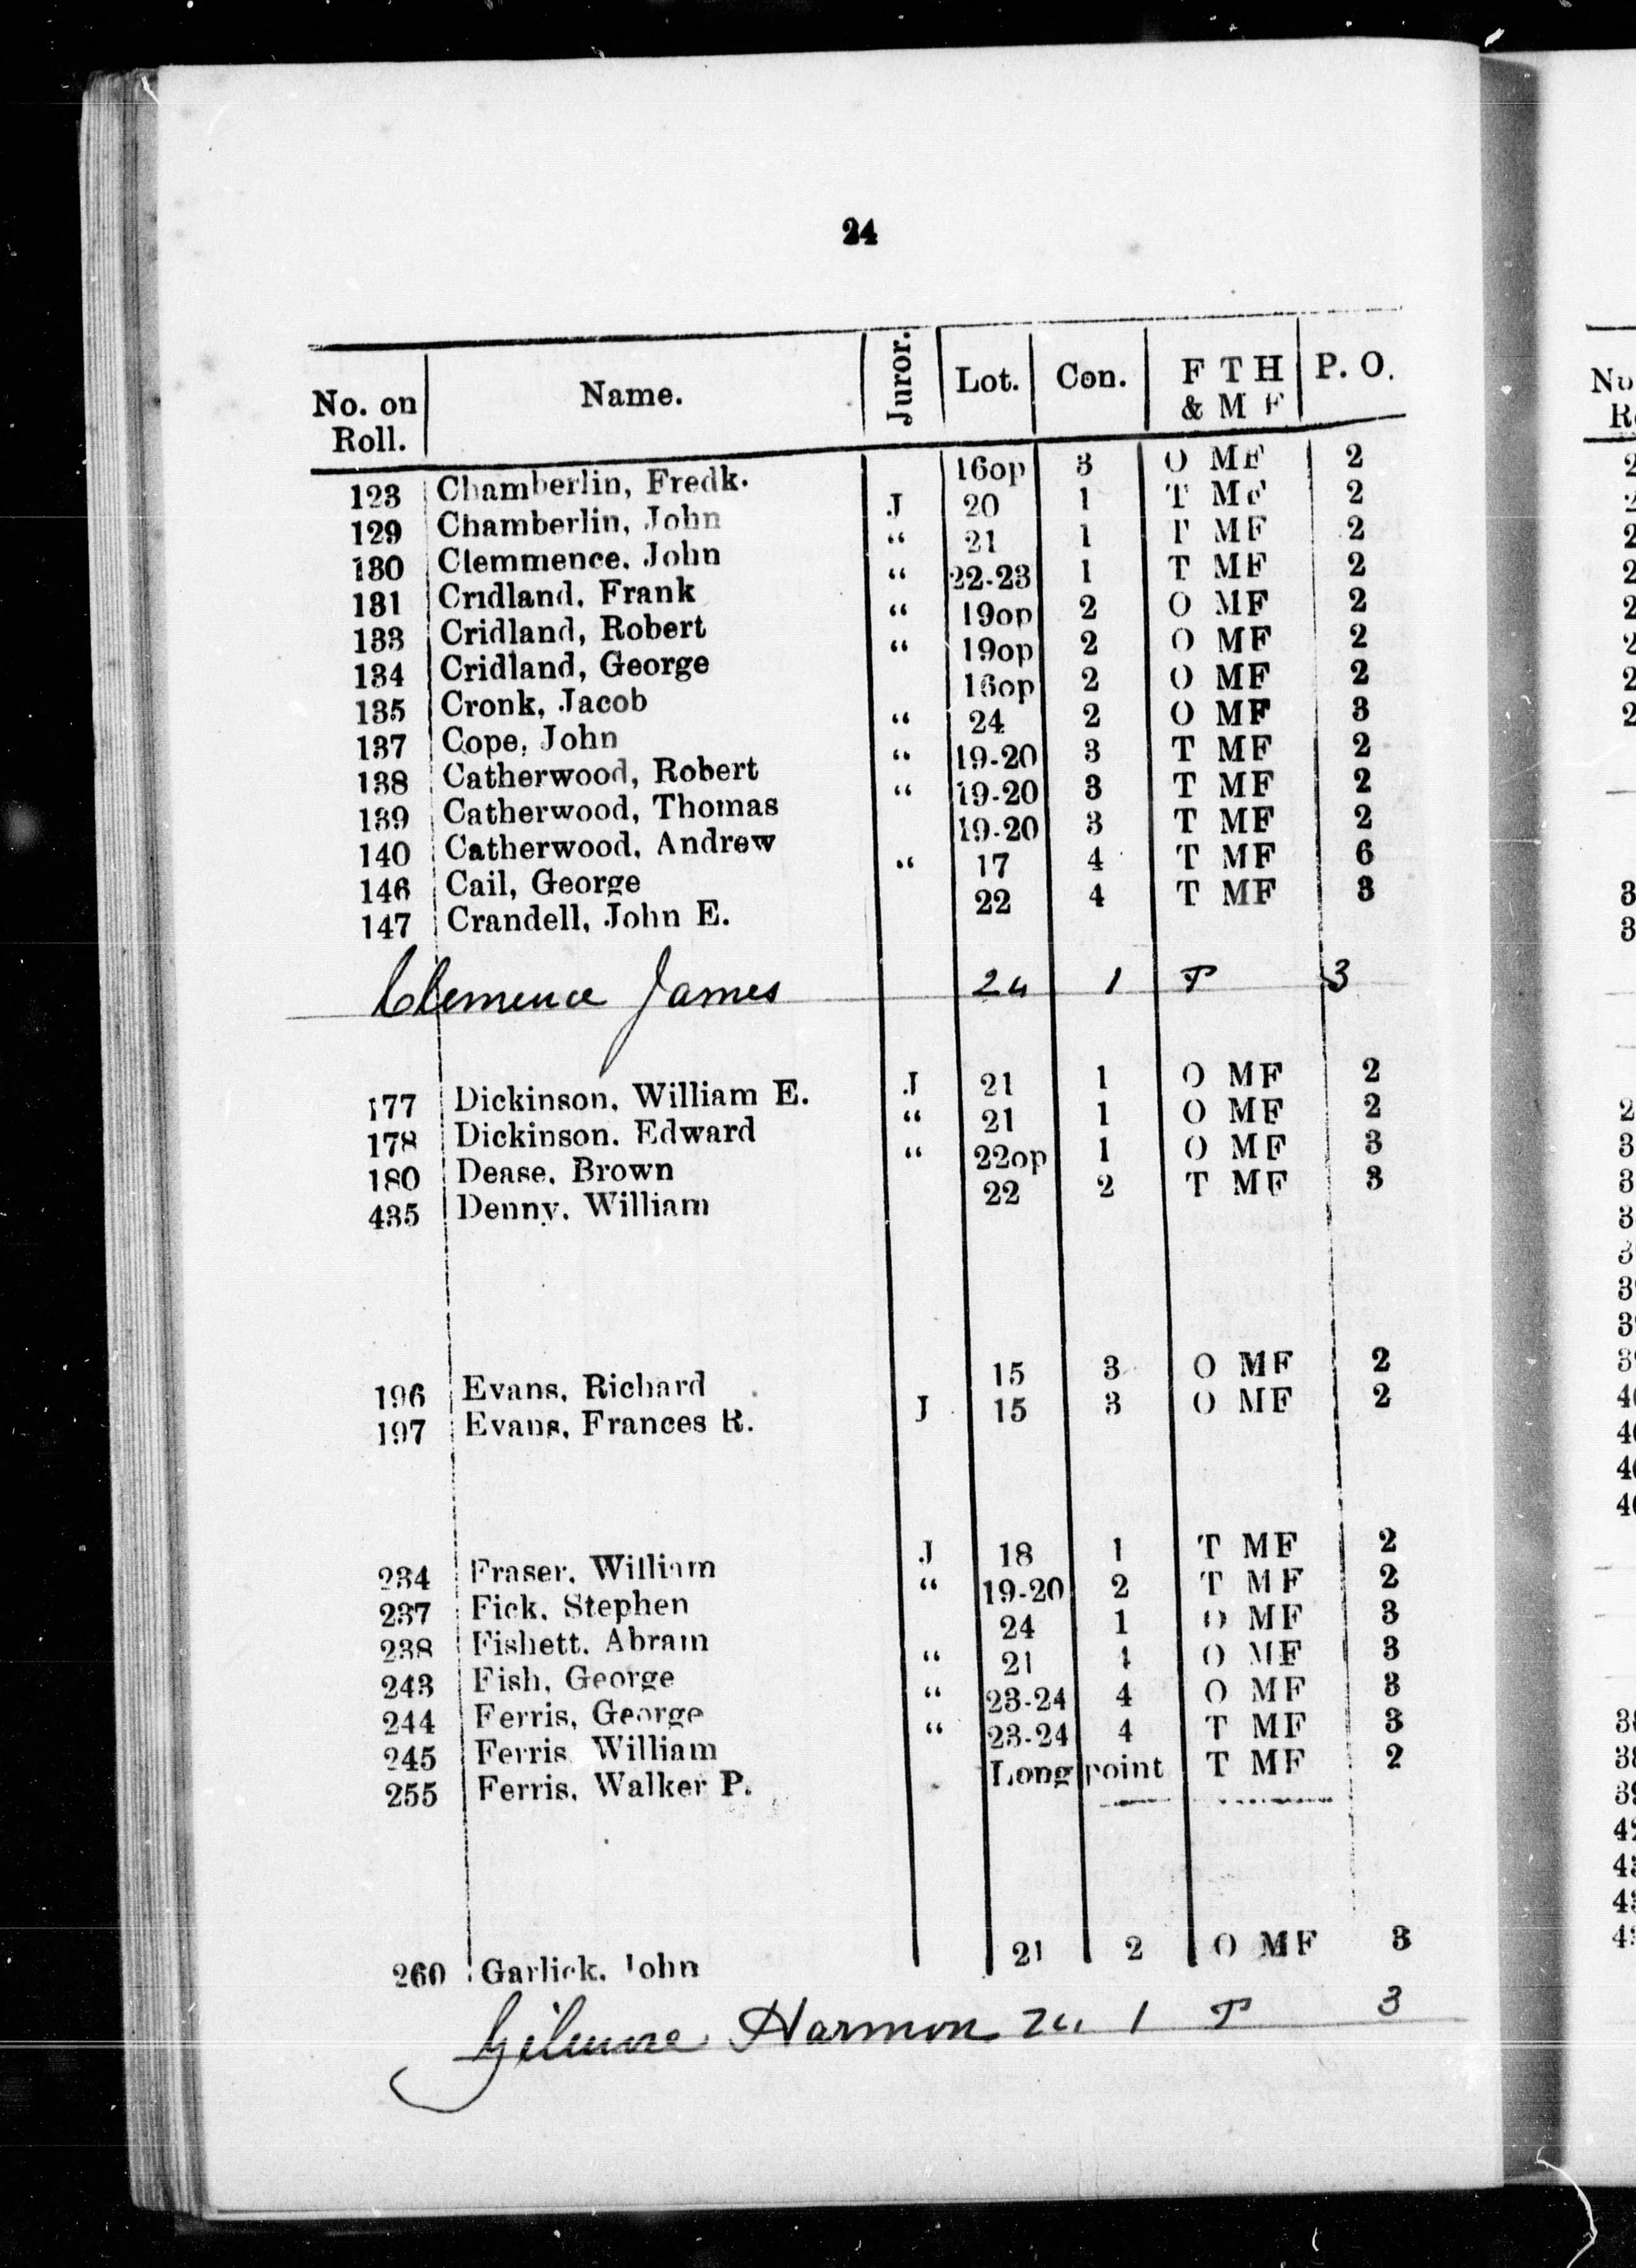 24
No. on Roll. Name. Juror. Lot. Con. F T H & M F P. O.
123 Chamberlin, Fredk. 16op 3 O MF 2
129 Chamberlin, John J 20 1 T MF 2
130 Clemmence, John “ 21 1 T MF 2
131 Cridland, Frank “ 22-23 1 T MF 2
133 Cridland, Robert “ 19op 2 O MF 2
134 Cridland, George “ 19op 2 O MF 2
135 Cronk, Jacob 16op 2 O MF 2
137 Cope, John “ 24 2 O MF 3
138 Catherwood, Robert “ 19-20 3 T MF 2
139 Catherwood, Thomas “ 19-20 3 T MF 2
140 Catherwood, Andrew 19-20 3 T MF 2
146 Cail, George “ 17 4 T MF 6
147 Crandell, John E. 22 4 T MF 3
Clemence James 24 1 T 3
177 Dickinson, William E. J 21 1 O MF 2
178 Dickinson, Edward “ 21 1 O MF 2
180 Dease, Brown “ 22op 1 O MF 3
435 Denny, William 22 2 T MF 3
196 Evans, Richard 15 3 O MF 2
197 Evans, Frances R. J 15 3 O MF 2
234 Fraser, William J 18 1 T MF 2
237 Fick, Stephen “ 19-20 2 T MF 2
238 Fishett, Abram 24 1 O MF 3
243 Fish, George “ 21 4 O MF 3
244 Ferris, George “ 23-24 4 O MF 3
245 Ferris, William “ 23-24 4 T MF 3
255 Ferris, Walker P. Long point T MF 2
260 Garlick, John 21 2 O MF 3
Gilmore Harmon 24 1 T 3